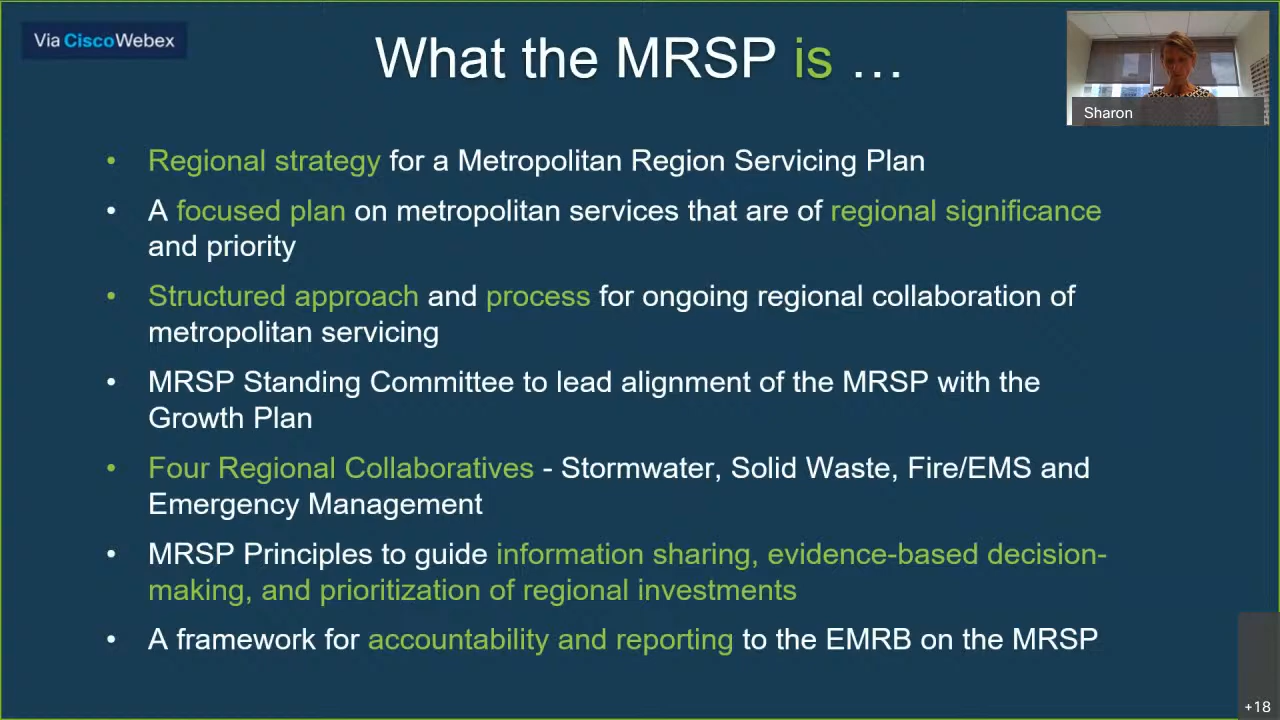 Via CiscoWebex
What the MRSP is …
Sharon
• Regional strategy for a Metropolitan Region Servicing Plan
• A focused plan on metropolitan services that are of regional significance
and priority
• Structured approach and process for ongoing regional collaboration of
metropolitan servicing
• MRSP Standing Committee to lead alignment of the MRSP with the
Growth Plan
• Four Regional Collaboratives - Stormwater, Solid Waste, Fire/EMS and
Emergency Management
• MRSP Principles to guide information sharing, evidence-based decision-
making, and prioritization of regional investments
• A framework for accountability and reporting to the EMRB on the MRSP
+18